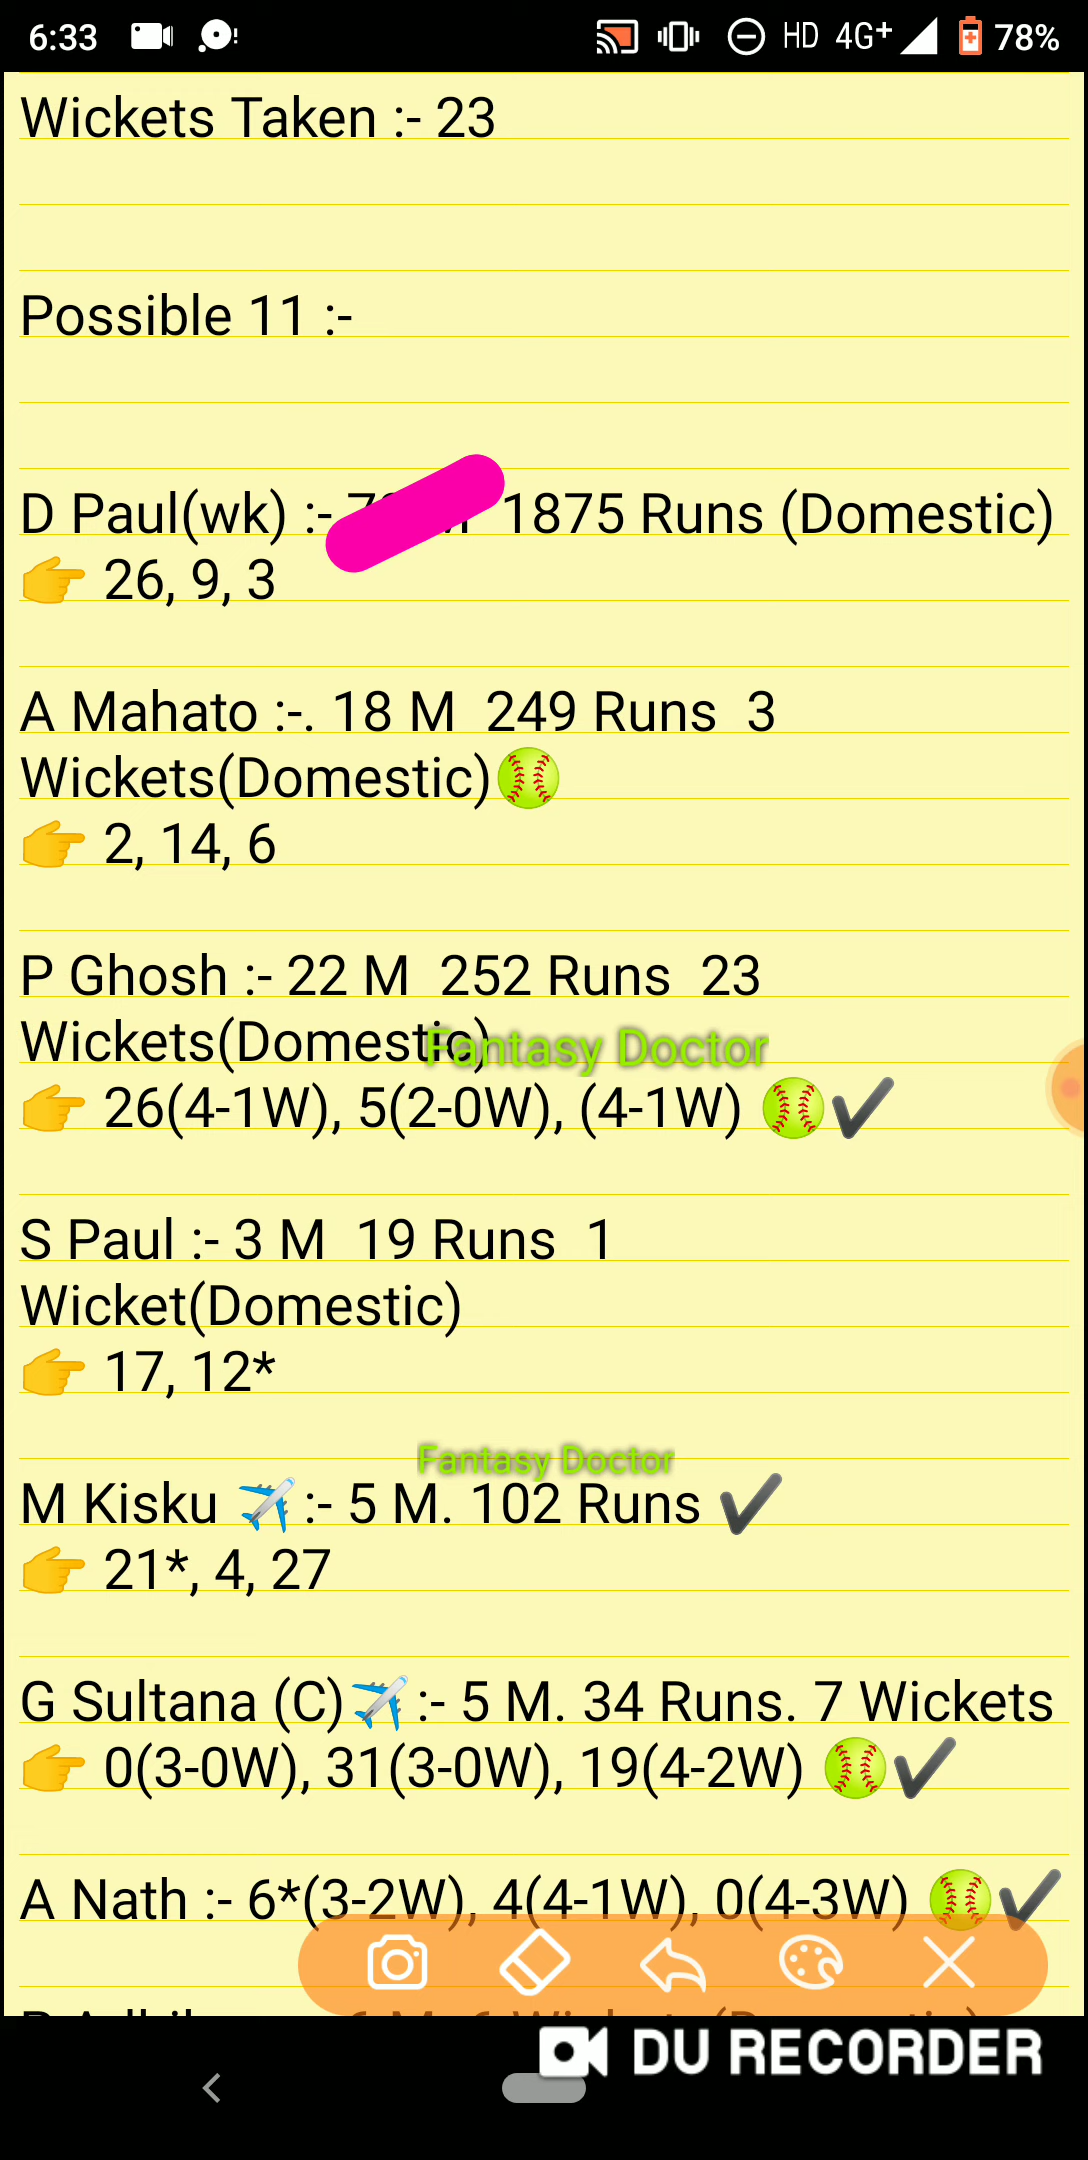 6:33 HD 4G+ 78%
Wickets Taken :- 23
Possible 11 :-
D Paul(wk) :- 1875 Runs (Domestic)
👉 26, 9, 3
A Mahato :-. 18 M 249 Runs 3
Wickets(Domestic)🥎
👉 2, 14, 6
P Ghosh :- 22 M 252 Runs 23
Wickets(Domestic)
Fantasy Doctor
👉 26(4-1W), 5(2-0W), (4-1W) 🥎✔
S Paul :- 3 M 19 Runs 1
Wicket(Domestic)
👉 17, 12*
Fantasy Doctor
M Kisku ✈:- 5 M. 102 Runs ✔
👉 21*, 4, 27
G Sultana (C)✈:- 5 M. 34 Runs. 7 Wickets
👉 0(3-0W), 31(3-0W), 19(4-2W) 🥎✔
A Nath :- 6*(3-2W), 4(4-1W), 0(4-3W) 🥎✔
DU RECORDER